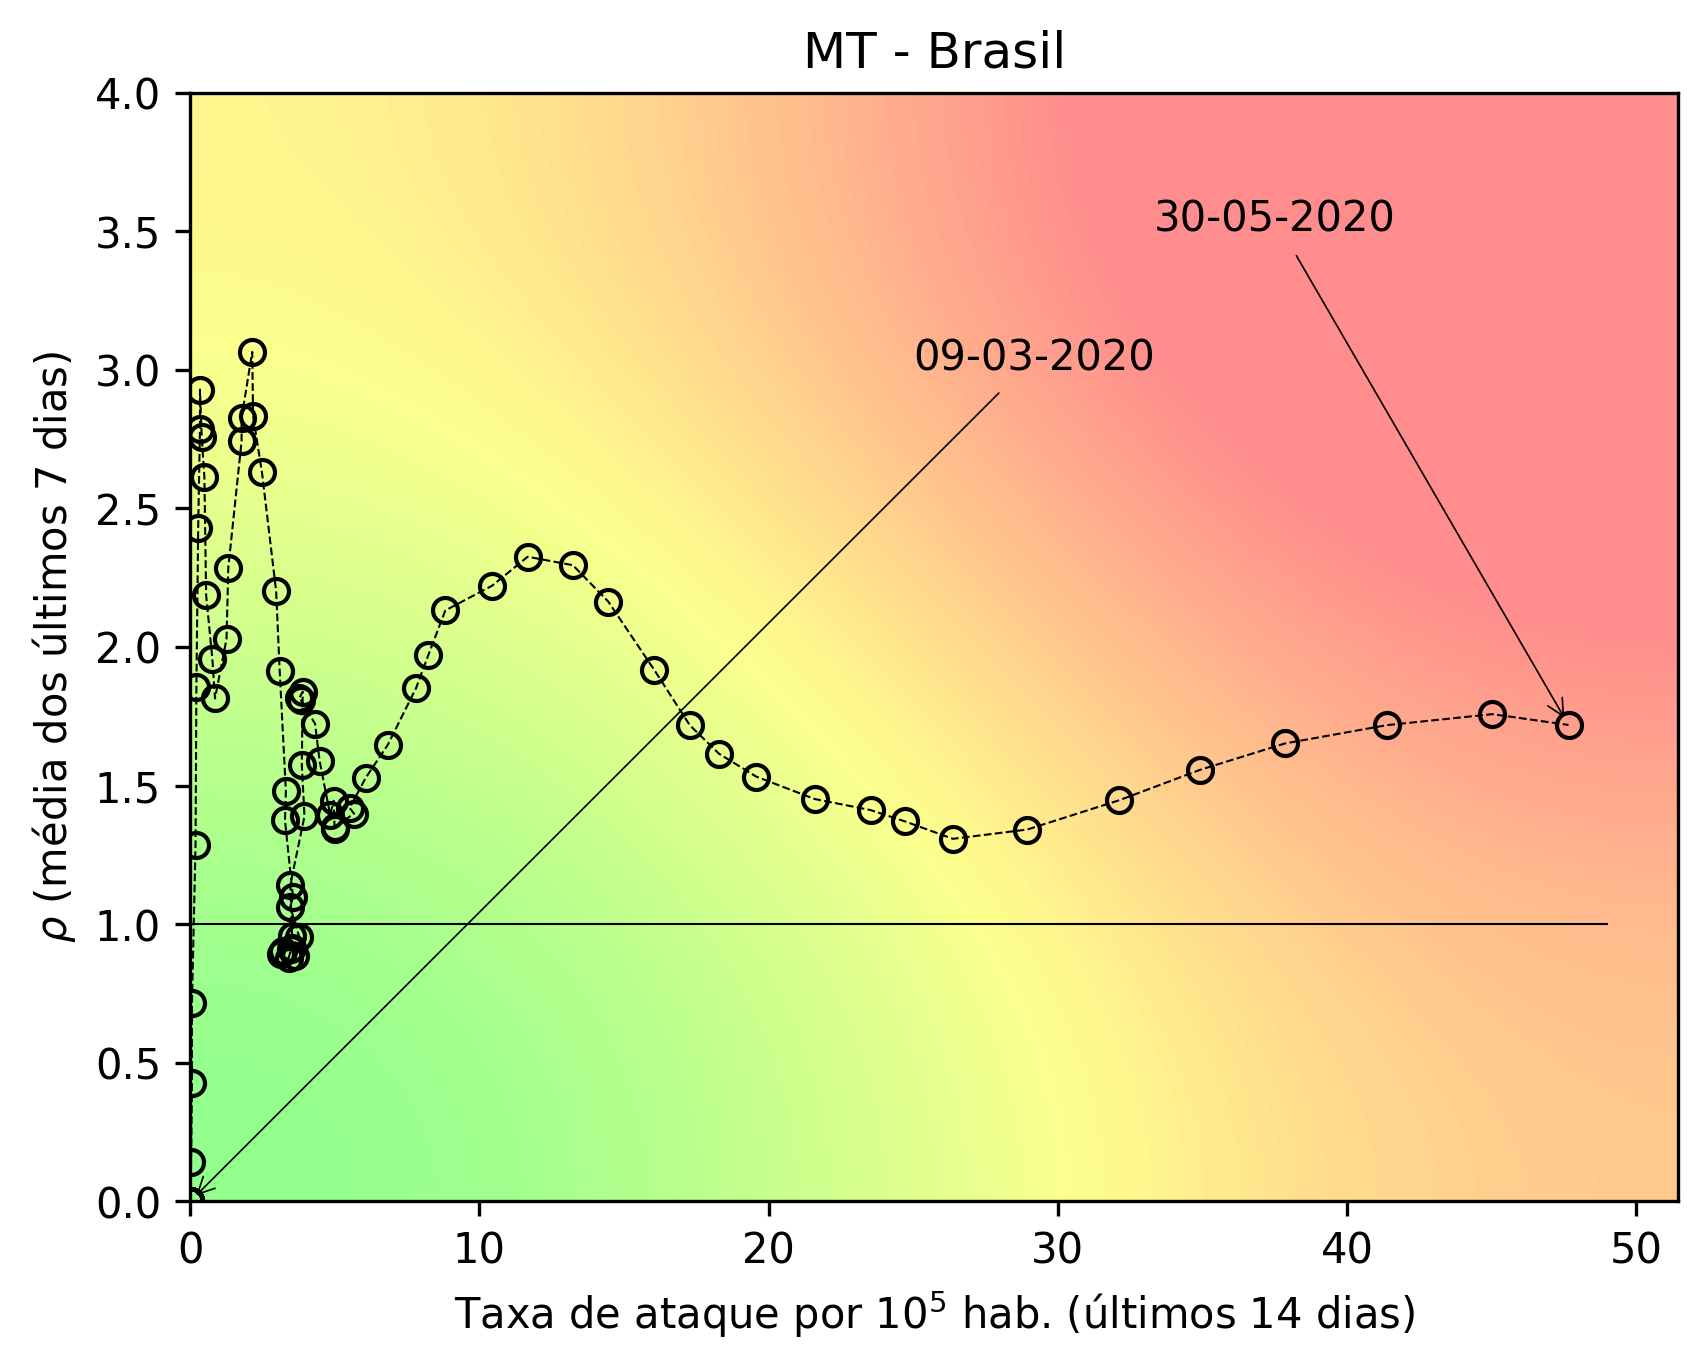 MT - Brasil
4.0
3.5
3.0
2.5
2.0
1.5
1.0
0.5
0.0
ρ (média dos últimos 7 dias)
30-05-2020
09-03-2020
0 10 20 30 40 50
Taxa de ataque por 10⁵ hab. (últimos 14 dias)